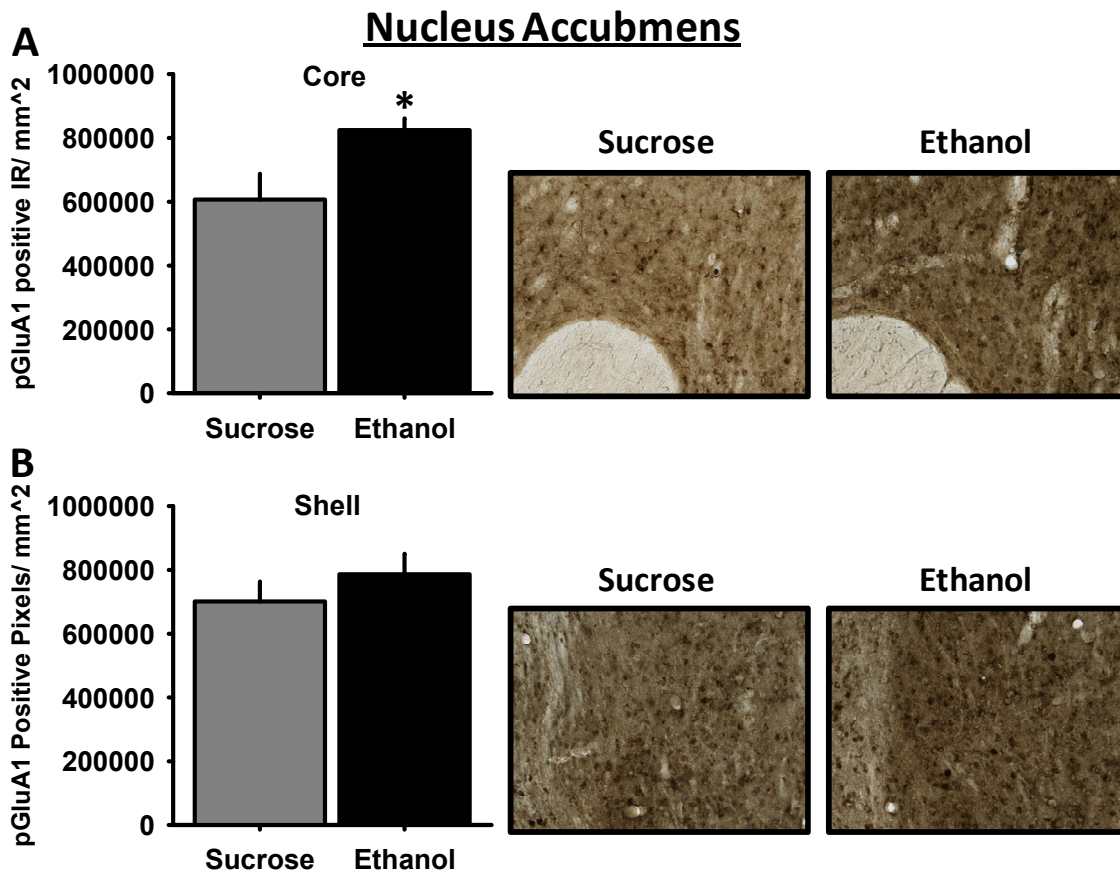 Nucleus Accubmens
A
pGluA1 positive IR/ mm^2
1000000
800000
600000
400000
200000
0
Core
*
Sucrose
Ethanol
Sucrose
Ethanol
B
pGluA1 Positive Pixels/ mm^2
1000000
800000
600000
400000
200000
0
Shell
Sucrose
Ethanol
Sucrose
Ethanol